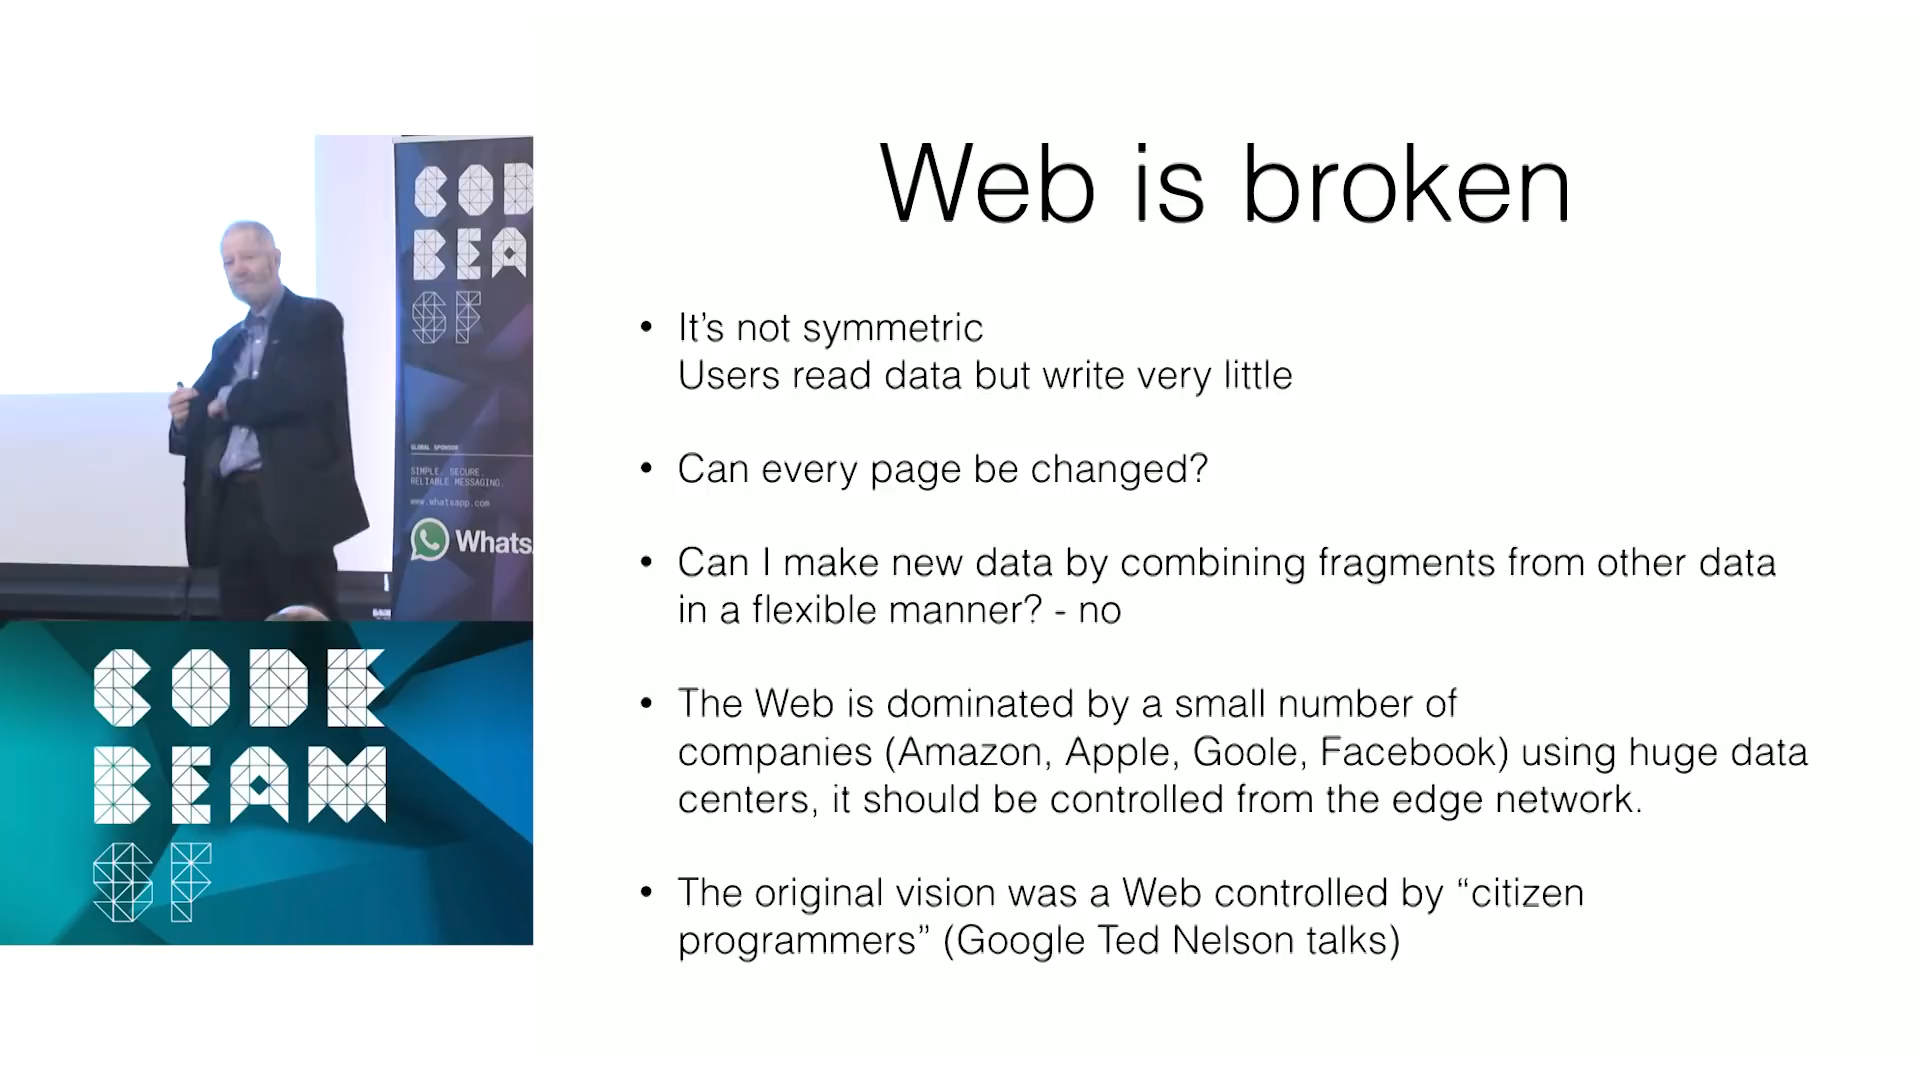 COD
BEA
SF
GLOBAL SPONSOR
SIMPLE. SECURE.
RELIABLE MESSAGING.
www.whatsapp.com
Whats
CODE
BEAM
SF
Web is broken
• It’s not symmetric
Users read data but write very little
• Can every page be changed?
• Can I make new data by combining fragments from other data
in a flexible manner? - no
• The Web is dominated by a small number of
companies (Amazon, Apple, Goole, Facebook) using huge data
centers, it should be controlled from the edge network.
• The original vision was a Web controlled by “citizen
programmers” (Google Ted Nelson talks)